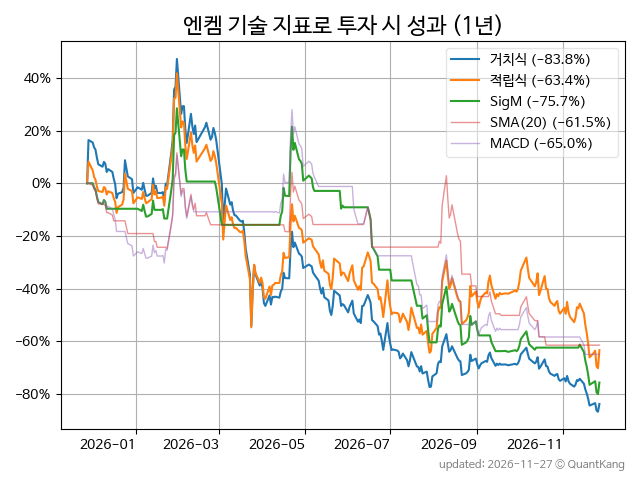 엔켐 기술 지표로 투자 시 성과 (1년)
거치식 (−83.8%)
적립식 (−63.4%)
SigM (−75.7%)
SMA(20) (−61.5%)
MACD (−65.0%)
40%
20%
0%
−20%
−40%
−60%
−80%
2026-01 2026-03 2026-05 2026-07 2026-09 2026-11
updated: 2026-11-27 © QuantKang